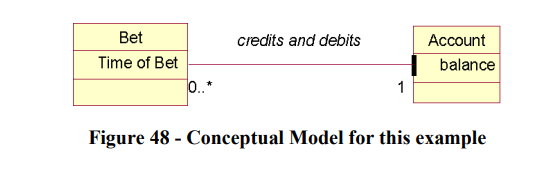 Bet
Time of Bet
credits and debits
Account
balance
0..*
1
Figure 48 - Conceptual Model for this example